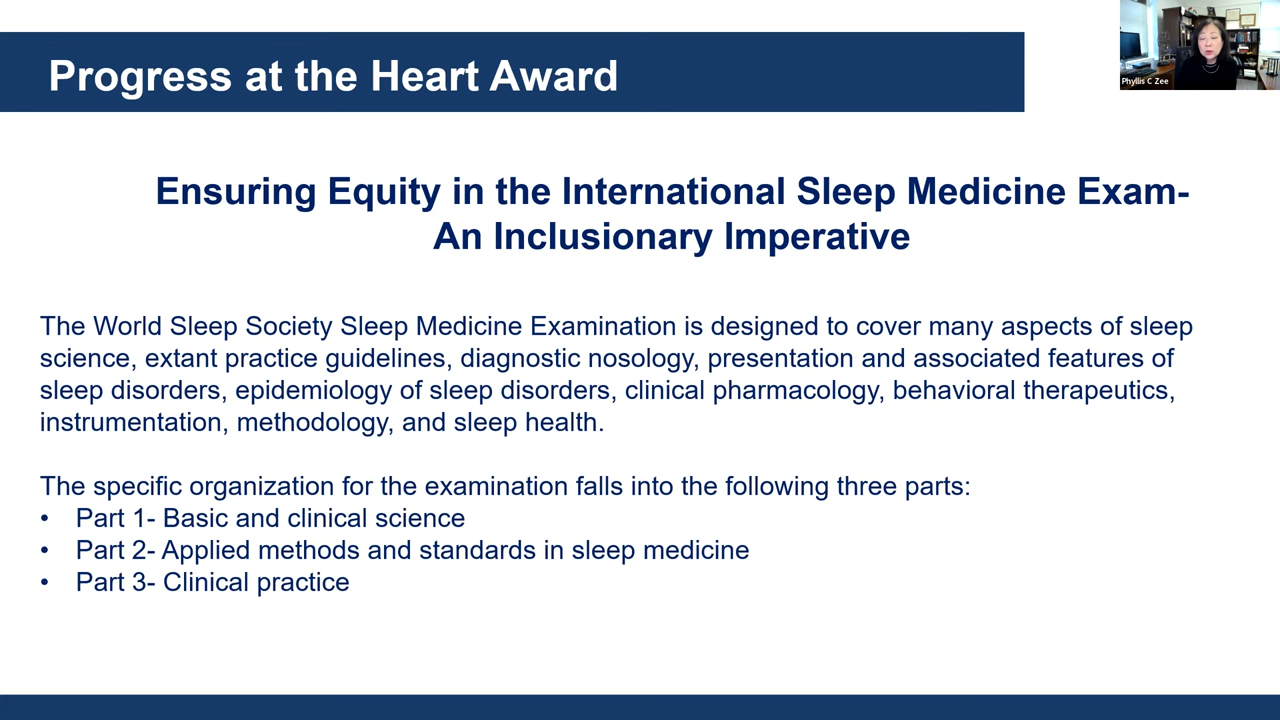 Progress at the Heart Award
Phyllis C Zee
Ensuring Equity in the International Sleep Medicine Exam-
An Inclusionary Imperative
The World Sleep Society Sleep Medicine Examination is designed to cover many aspects of sleep
science, extant practice guidelines, diagnostic nosology, presentation and associated features of
sleep disorders, epidemiology of sleep disorders, clinical pharmacology, behavioral therapeutics,
instrumentation, methodology, and sleep health.
The specific organization for the examination falls into the following three parts:
• Part 1- Basic and clinical science
• Part 2- Applied methods and standards in sleep medicine
• Part 3- Clinical practice